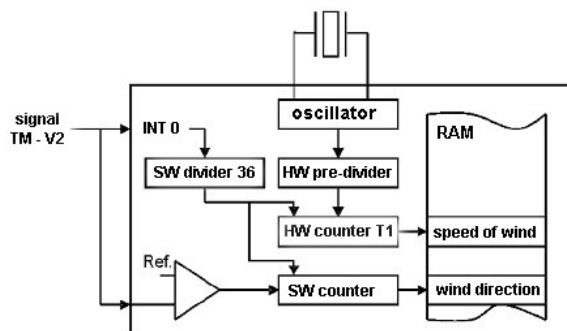 signal
TM - V2
INT 0
oscillator
RAM
SW divider 36
HW pre-divider
HW counter T1
speed of wind
Ref.
SW counter
wind direction